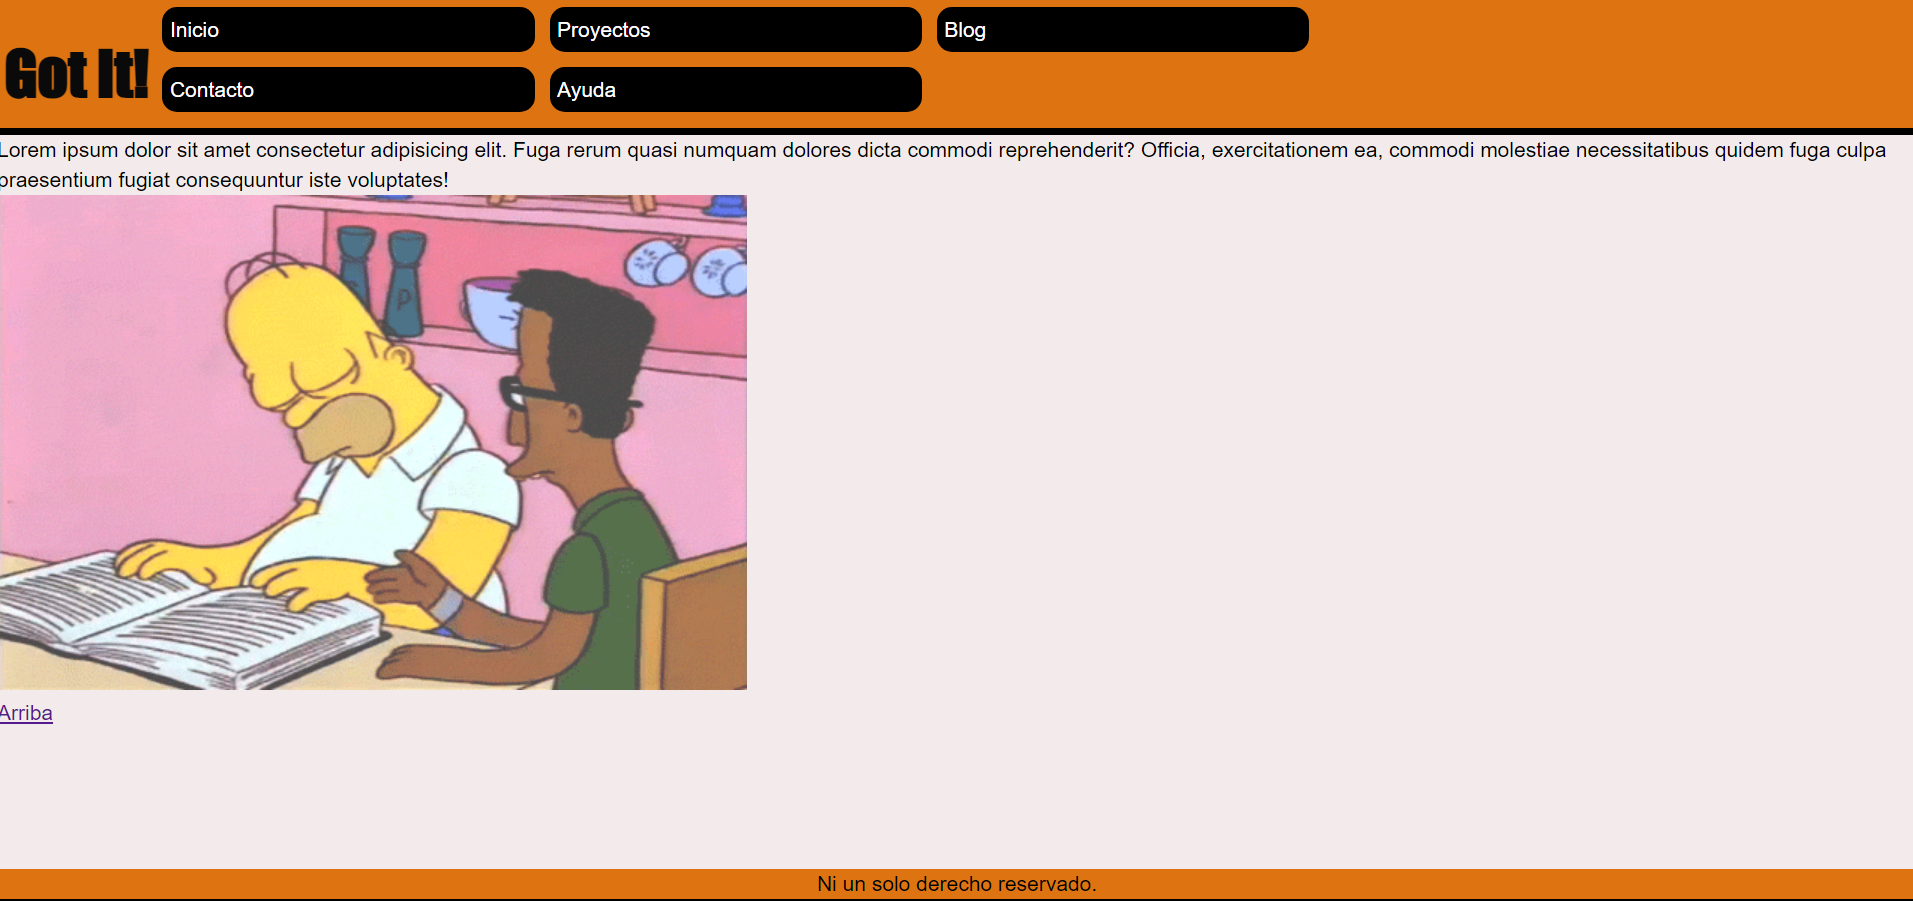 Got It!
Inicio
Proyectos
Blog
Contacto
Ayuda
Lorem ipsum dolor sit amet consectetur adipisicing elit. Fuga rerum quasi numquam dolores dicta commodi reprehenderit? Officia, exercitationem ea, commodi molestiae necessitatibus quidem fuga culpa
praesentium fugiat consequuntur iste voluptates!
P
Arriba
Ni un solo derecho reservado.